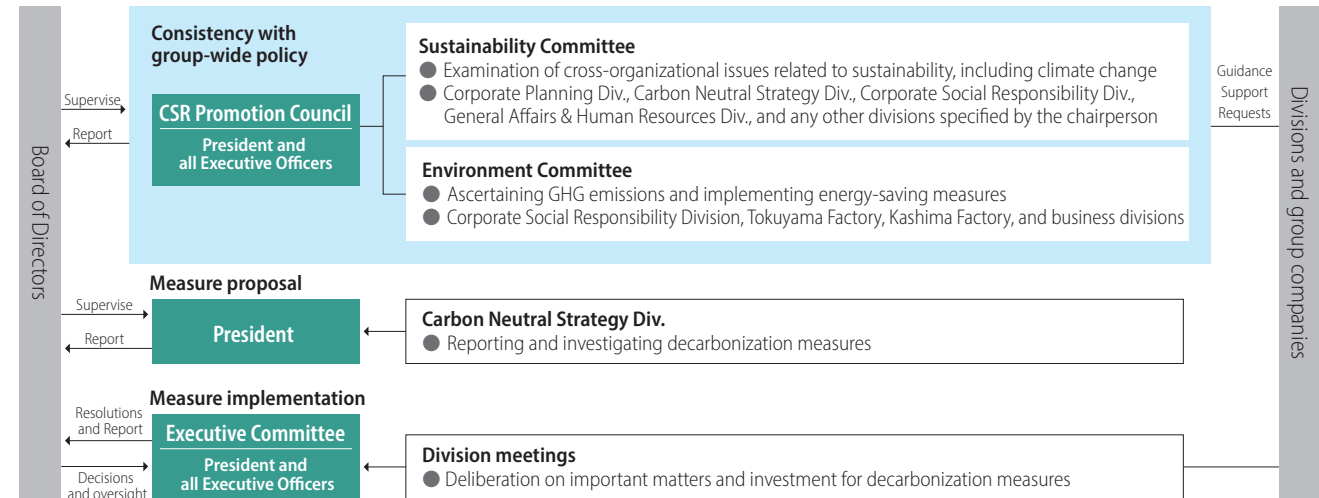 Board of Directors
Supervise
Report
Consistency with
group-wide policy
CSR Promotion Council
President and
all Executive Officers
Sustainability Committee
● Examination of cross-organizational issues related to sustainability, including climate change
● Corporate Planning Div., Carbon Neutral Strategy Div., Corporate Social Responsibility Div.,
General Affairs & Human Resources Div., and any other divisions specified by the chairperson
Environment Committee
● Ascertaining GHG emissions and implementing energy-saving measures
● Corporate Social Responsibility Division, Tokuyama Factory, Kashima Factory, and business divisions
Guidance
Support
Requests
Divisions and group companies
Measure proposal
Supervise
Report
President
Carbon Neutral Strategy Div.
● Reporting and investigating decarbonization measures
Measure implementation
Resolutions
and Report
Decisions
and oversight
Executive Committee
President and
all Executive Officers
Division meetings
● Deliberation on important matters and investment for decarbonization measures